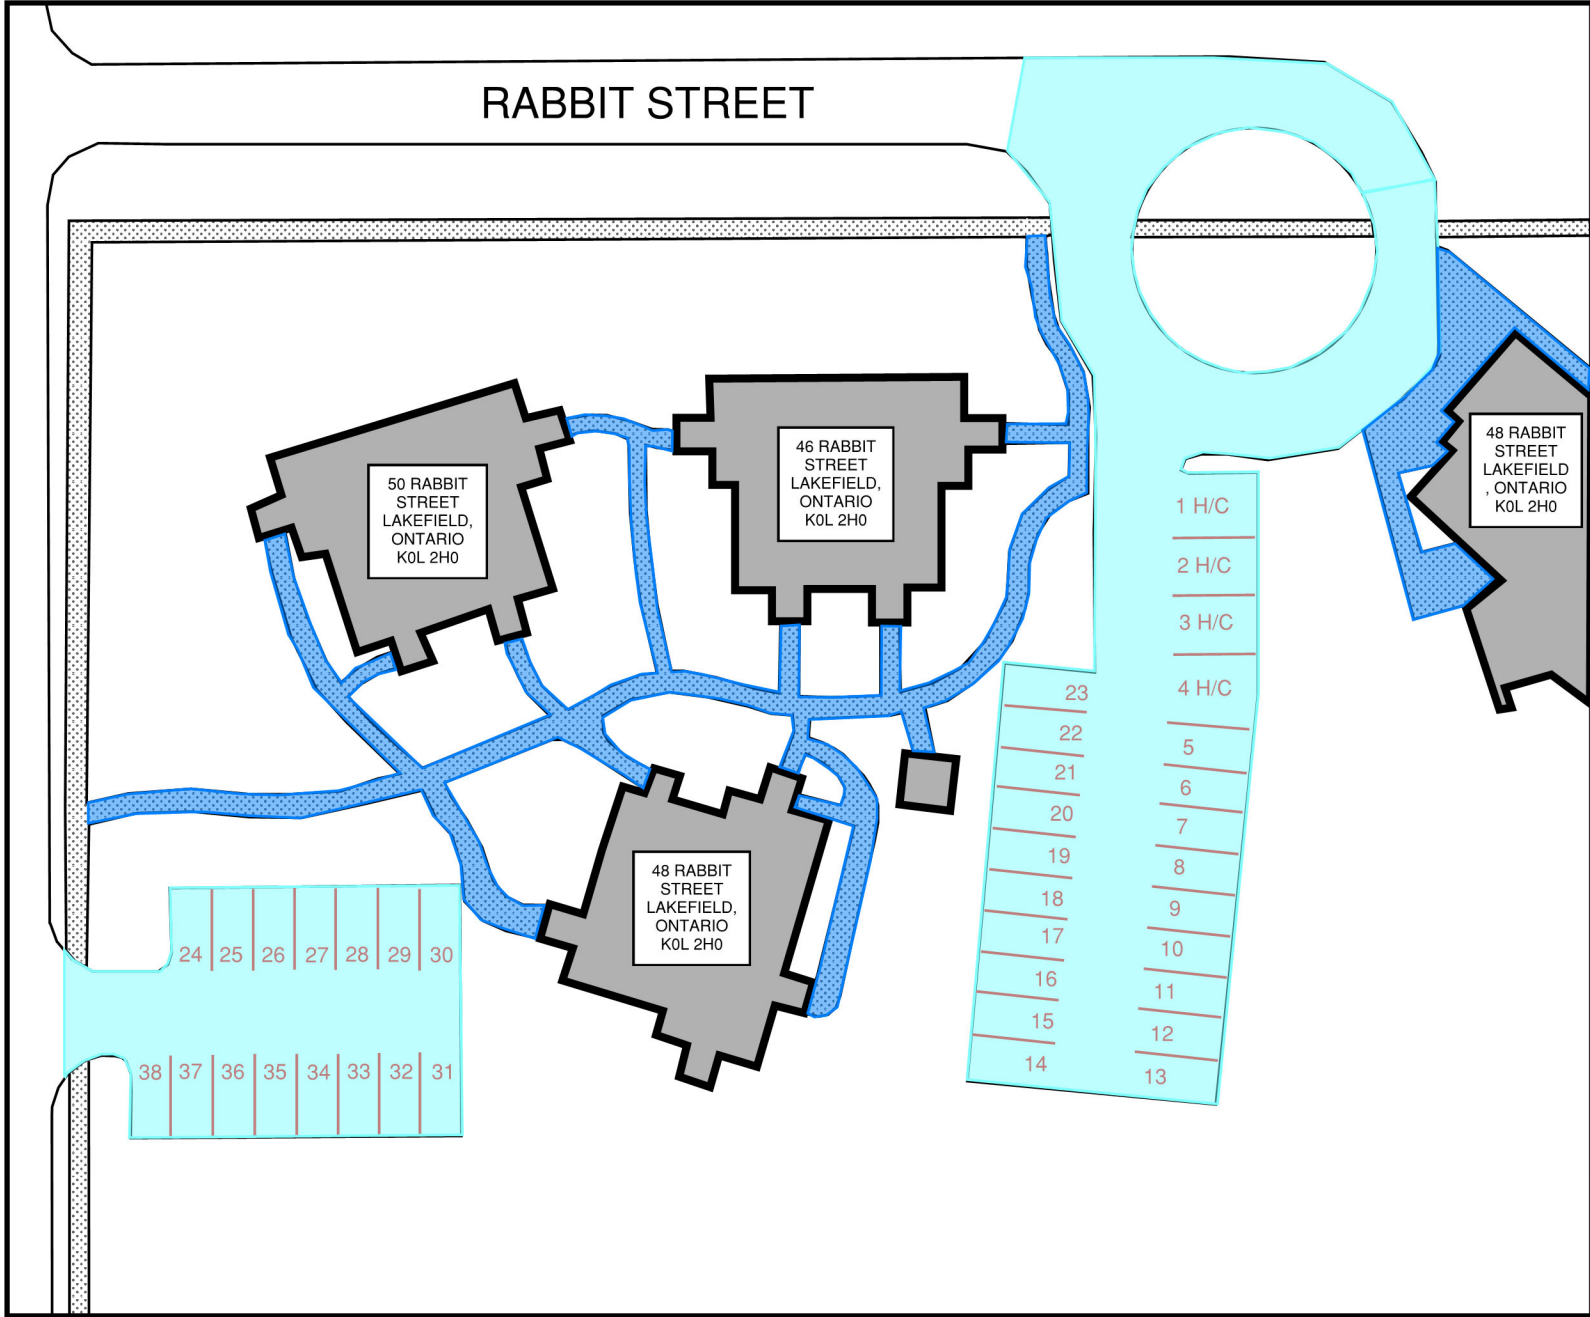 RABBIT STREET
46 RABBIT
STREET
LAKEFIELD,
ONTARIO
K0L 2H0
48 RABBIT
STREET
LAKEFIELD
, ONTARIO
K0L 2H0
50 RABBIT
STREET
LAKEFIELD,
ONTARIO
K0L 2H0
1 H/C
2 H/C
3 H/C
4 H/C
23
22
21
20
19
18
17
16
15
14
5
6
7
8
9
10
11
12
13
48 RABBIT
STREET
LAKEFIELD,
ONTARIO
K0L 2H0
24 25 26 27 28 29 30
38 37 36 35 34 33 32 31